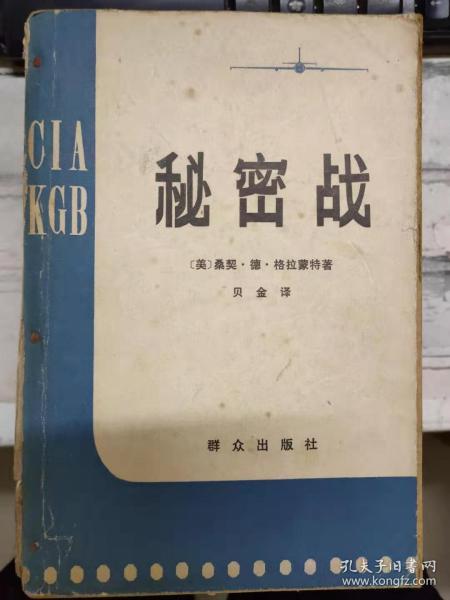 CIA
KGB
秘密战
〔美〕桑契·德·格拉蒙特著
贝金译
群众出版社
孔夫子旧书网
www.kongfz.com